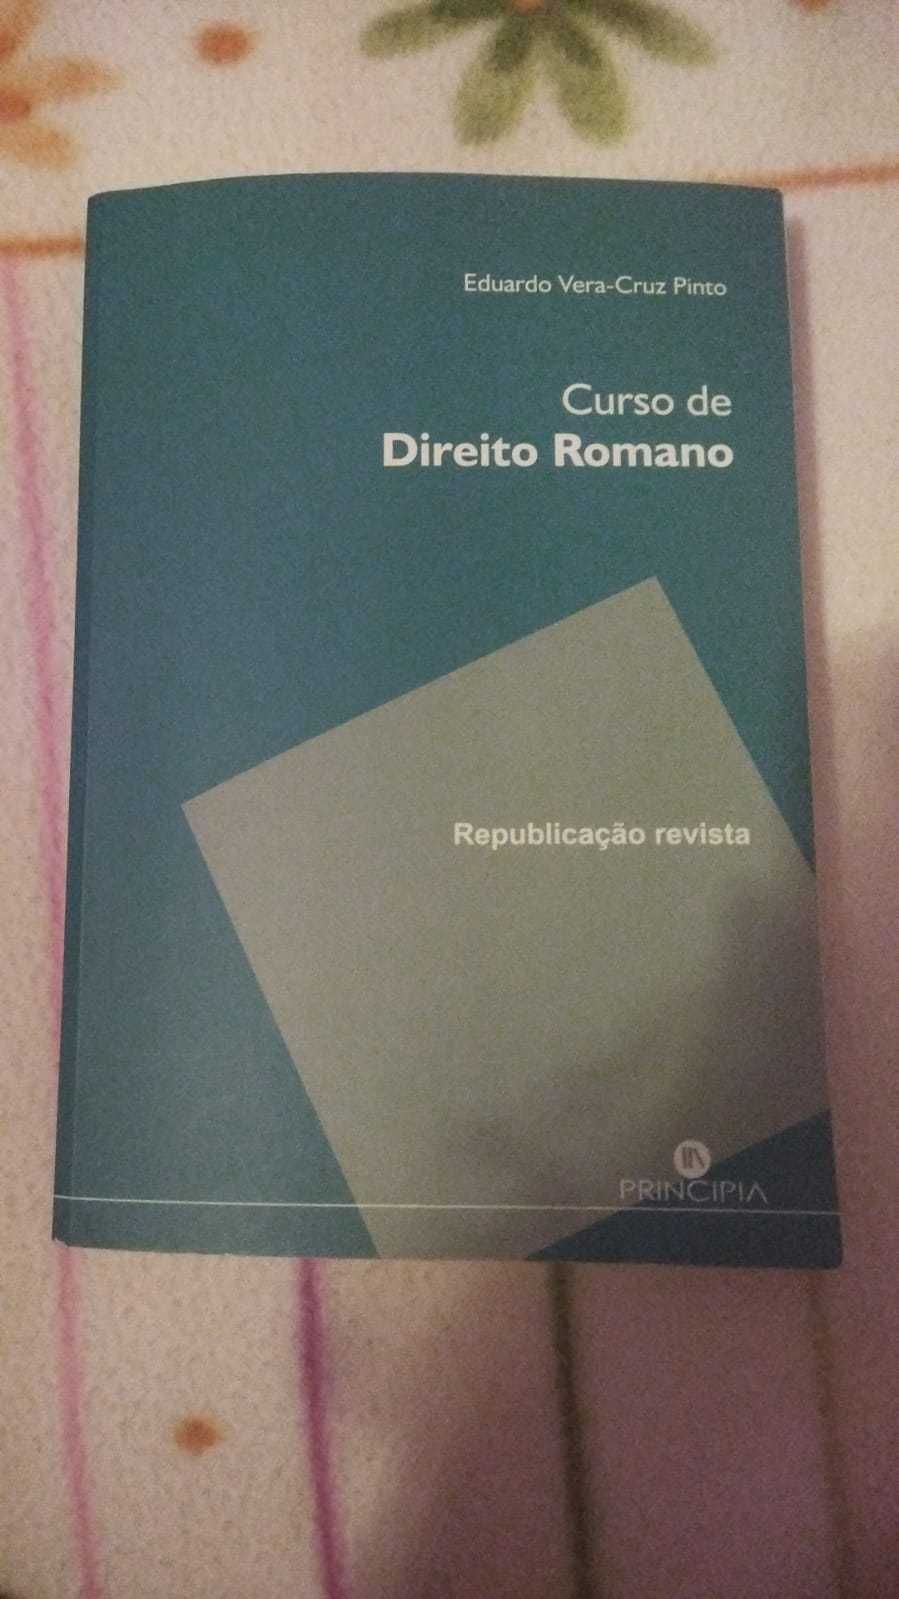 Eduardo Vera-Cruz Pinto
Curso de
Direito Romano
Republicação revista
PRINCIPIA